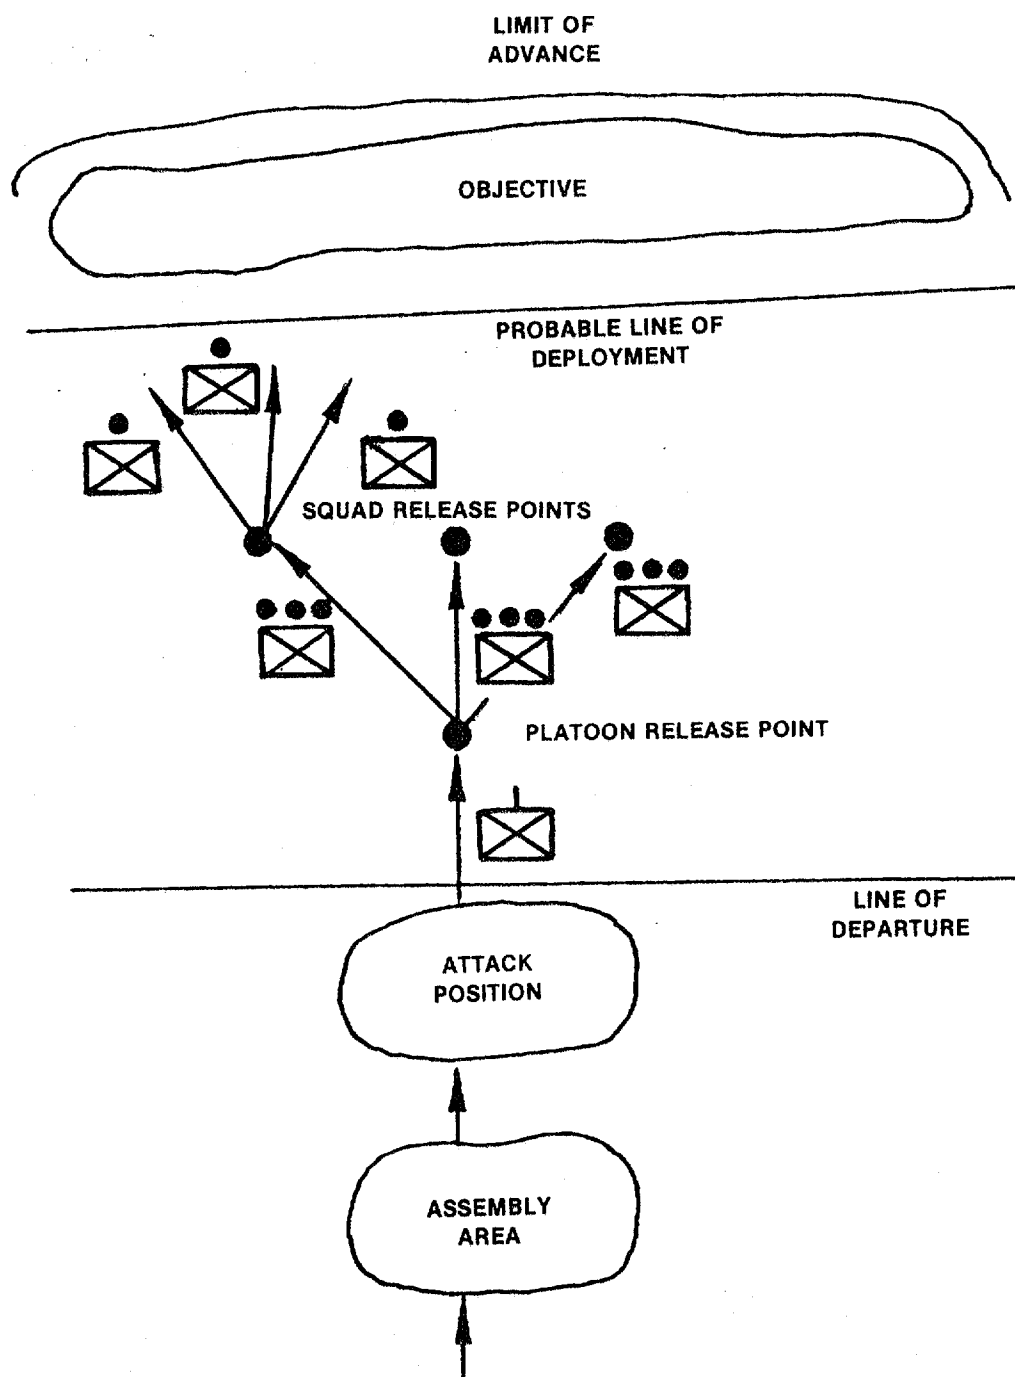 LIMIT OF
ADVANCE
OBJECTIVE
PROBABLE LINE OF
DEPLOYMENT
SQUAD RELEASE POINTS
PLATOON RELEASE POINT
LINE OF
DEPARTURE
ATTACK
POSITION
ASSEMBLY
AREA